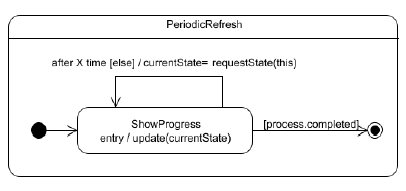 PeriodicRefresh
after X time [else] / currentState= requestState(this)
ShowProgress
entry / update(currentState)
[process.completed]